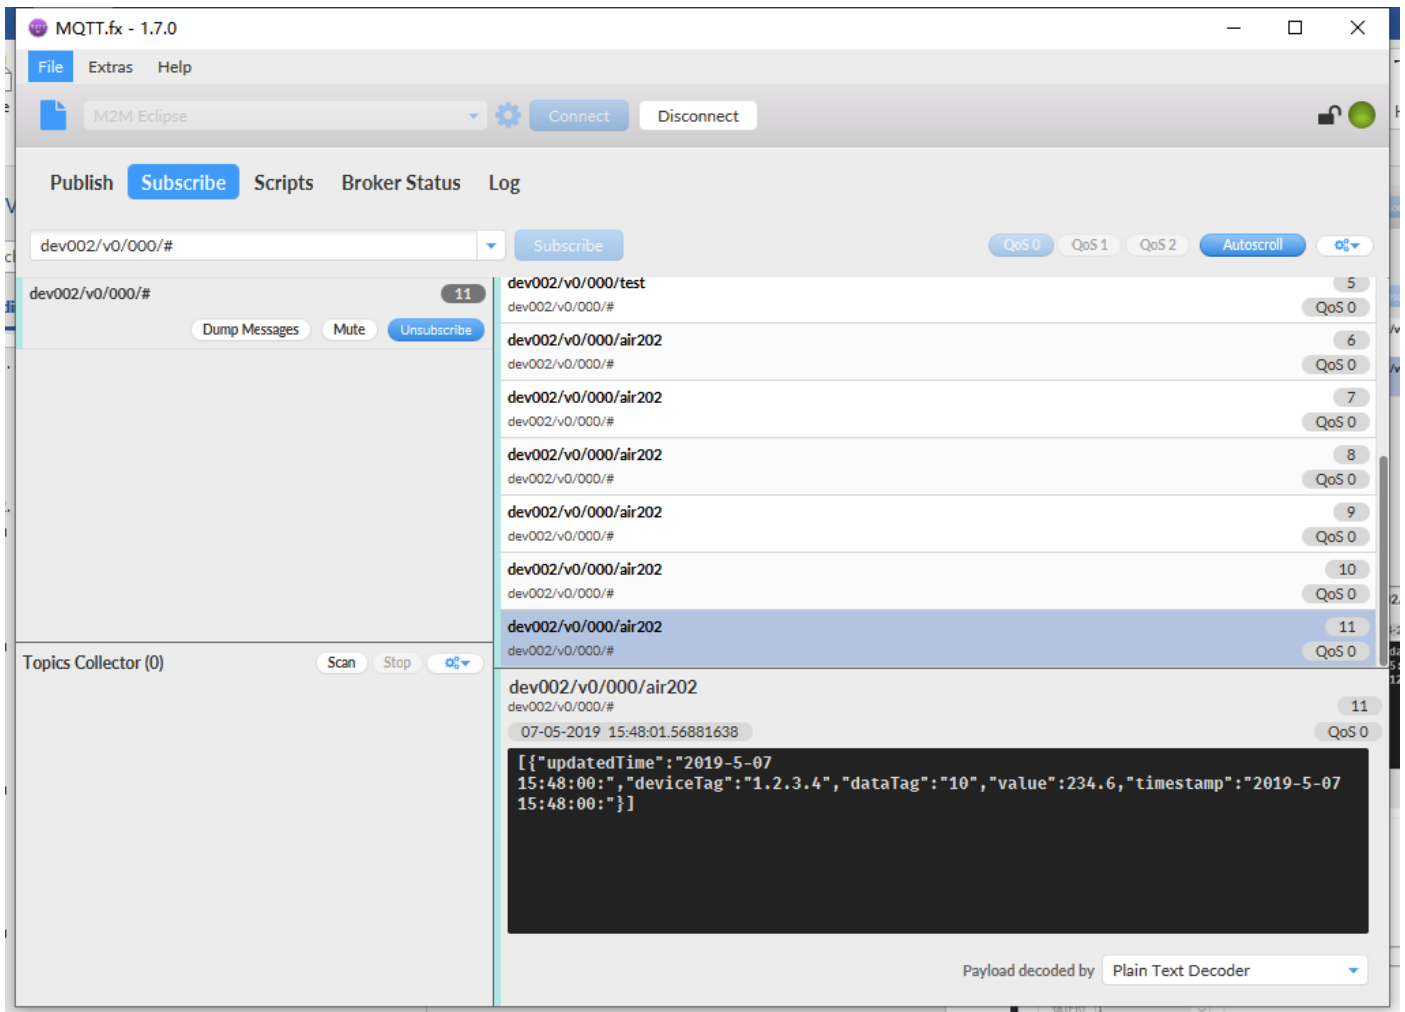 MQTT.fx - 1.7.0
File Extras Help
M2M Eclipse Connect Disconnect
Publish Subscribe Scripts Broker Status Log
dev002/v0/000/# Subscribe QoS 0 QoS 1 QoS 2 Autoscroll
dev002/v0/000/# 11
Dump Messages Mute Unsubscribe
dev002/v0/000/test 5
dev002/v0/000/# QoS 0
dev002/v0/000/air202 6
dev002/v0/000/# QoS 0
dev002/v0/000/air202 7
dev002/v0/000/# QoS 0
dev002/v0/000/air202 8
dev002/v0/000/# QoS 0
dev002/v0/000/air202 9
dev002/v0/000/# QoS 0
dev002/v0/000/air202 10
dev002/v0/000/# QoS 0
dev002/v0/000/air202 11
dev002/v0/000/# QoS 0
Topics Collector (0) Scan Stop
dev002/v0/000/air202
dev002/v0/000/# 11
07-05-2019 15:48:01.56881638 QoS 0
[{"updatedTime":"2019-5-07
15:48:00:","deviceTag":"1.2.3.4","dataTag":"10","value":234.6,"timestamp":"2019-5-07
15:48:00:"}]
Payload decoded by Plain Text Decoder